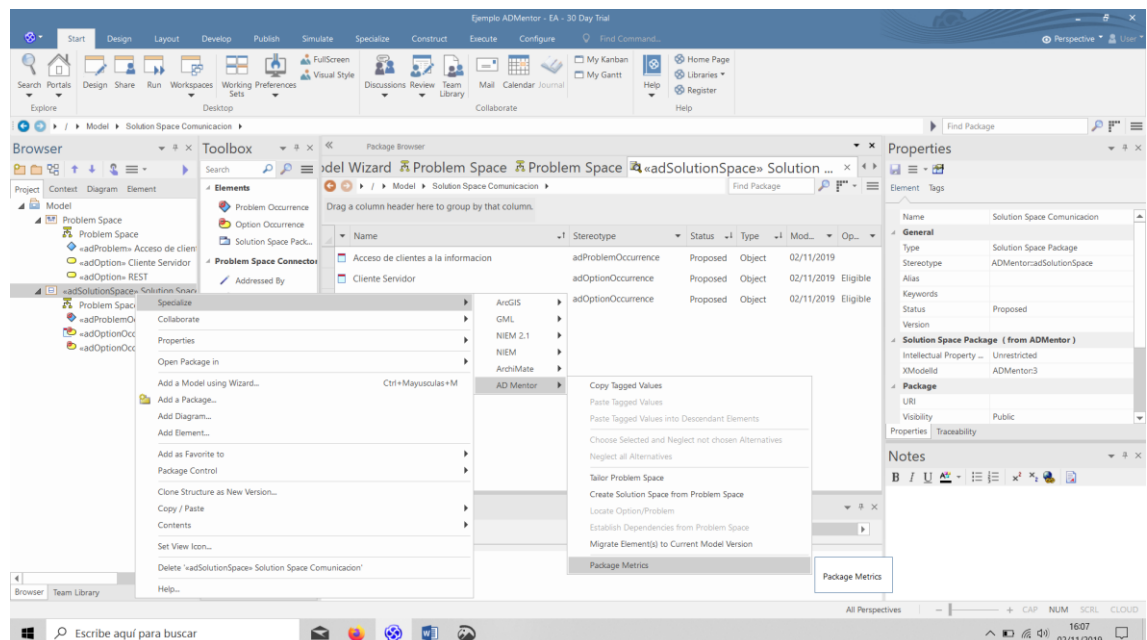 Ejemplo ADMentor - EA - 30 Day Trial
Start Design Layout Develop Publish Simulate Specialize Construct Execute Configure Find Command... Perspective User
Search Portals Design Share Run Workspaces Working Sets Preferences FullScreen Visual Style Discussions Review Team Library Mail Calendar Journal My Kanban My Gantt Help Home Page Libraries Register
Explore Desktop Collaborate Help
/ Model Solution Space Comunicacion Find Package
Browser
Project Context Diagram Element
Model
Problem Space
Problem Space
«adProblem» Acceso de clien
«adOption» Cliente Servidor
«adOption» REST
«adSolutionSpace» Solution Spac
Problem Spac
«adProblemO
«adOptionOcc
«adOptionOcc
Browser Team Library
Toolbox
Search
Elements
Problem Occurrence
Option Occurrence
Solution Space Pack...
Problem Space Connector
Addressed By
Package Browser
odel Wizard Problem Space Problem Space «adSolutionSpace» Solution ...
/ Model Solution Space Comunicacion Find Package
Drag a column header here to group by that column.
Name Stereotype Status Type Mod... Op...
Acceso de clientes a la informacion adProblemOccurrence Proposed Object 02/11/2019
Cliente Servidor adOptionOccurrence Proposed Object 02/11/2019 Eligible
adOptionOccurrence Proposed Object 02/11/2019 Eligible
Specialize
Collaborate
Properties
Open Package in
Add a Model using Wizard... Ctrl+Mayusculas+M
Add a Package...
Add Diagram...
Add Element...
Add as Favorite to
Package Control
Clone Structure as New Version...
Copy / Paste
Contents
Set View Icon...
Delete '«adSolutionSpace» Solution Space Comunicacion'
Help...
ArcGIS
GML
NIEM 2.1
NIEM
ArchiMate
AD Mentor
Copy Tagged Values
Paste Tagged Values
Paste Tagged Values into Descendant Elements
Choose Selected and Neglect not chosen Alternatives
Neglect all Alternatives
Tailor Problem Space
Create Solution Space from Problem Space
Locate Option/Problem
Establish Dependencies from Problem Space
Migrate Element(s) to Current Model Version
Package Metrics
Package Metrics
Properties
Element Tags
Name Solution Space Comunicacion
General
Type Solution Space Package
Stereotype ADMentor::adSolutionSpace
Alias
Keywords
Status Proposed
Version
Solution Space Package ( from ADMentor )
Intellectual Property ... Unrestricted
XModelId ADMentor:3
Package
URI
Visibility Public
Properties Traceability
Notes
B I U x² x₂
All Perspectives CAP NUM SCRL CLOUD
Escribe aquí para buscar
16:07
02/11/2019